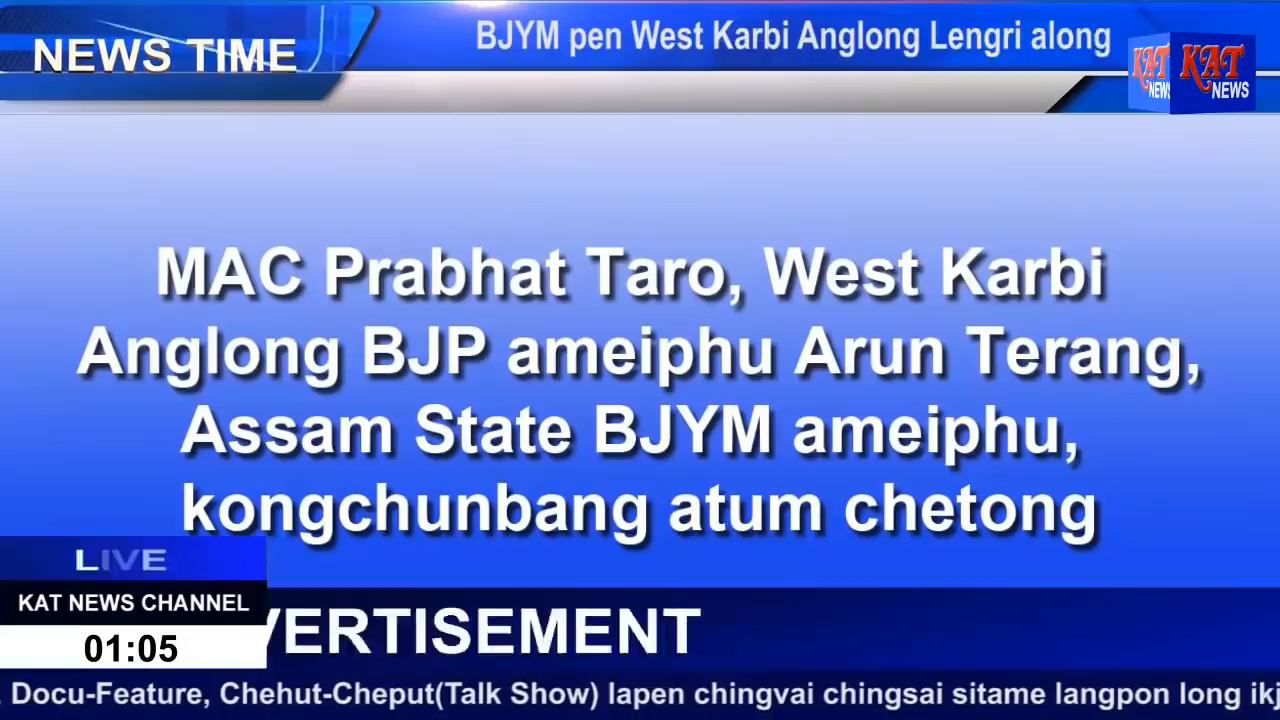 NEWS TIME
BJYM pen West Karbi Anglong Lengri along
KAT
NEWS
KAT
NEWS
MAC Prabhat Taro, West Karbi
Anglong BJP ameiphu Arun Terang,
Assam State BJYM ameiphu,
kongchunbang atum chetong
LIVE
KAT NEWS CHANNEL
01:05
VERTISEMENT
Docu-Feature, Chehut-Cheput(Talk Show) lapen chingvai chingsai sitame langpon long